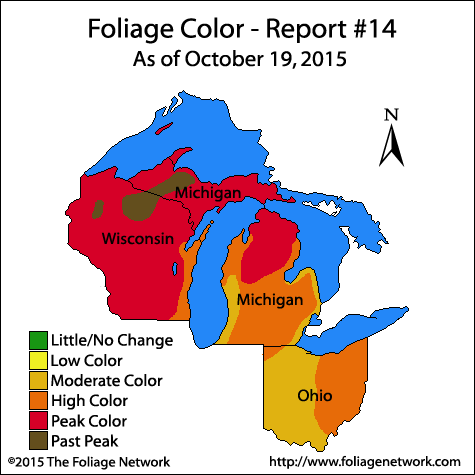 Foliage Color - Report #14
As of October 19, 2015
N
Michigan
Wisconsin
Michigan
Ohio
Little/No Change
Low Color
Moderate Color
High Color
Peak Color
Past Peak
©2015 The Foliage Network
http://www.foliagenetwork.com